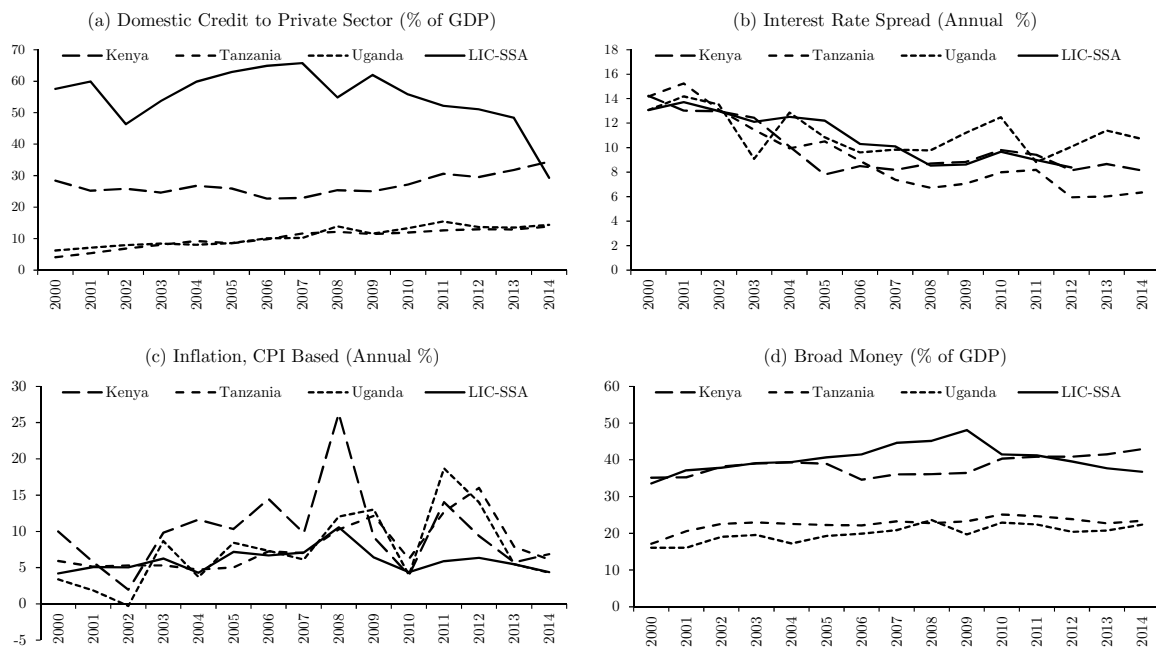 (a) Domestic Credit to Private Sector (% of GDP)
70
60
50
40
30
20
10
0
Kenya Tanzania Uganda LIC-SSA
2000 2001 2002 2003 2004 2005 2006 2007 2008 2009 2010 2011 2012 2013 2014
(b) Interest Rate Spread (Annual %)
18
16
14
12
10
8
6
4
2
0
Kenya Tanzania Uganda LIC-SSA
2000 2001 2002 2003 2004 2005 2006 2007 2008 2009 2010 2011 2012 2013 2014
(c) Inflation, CPI Based (Annual %)
30
25
20
15
10
5
0
-5
Kenya Tanzania Uganda LIC-SSA
2000 2001 2002 2003 2004 2005 2006 2007 2008 2009 2010 2011 2012 2013 2014
(d) Broad Money (% of GDP)
60
50
40
30
20
10
0
Kenya Tanzania Uganda LIC-SSA
2000 2001 2002 2003 2004 2005 2006 2007 2008 2009 2010 2011 2012 2013 2014